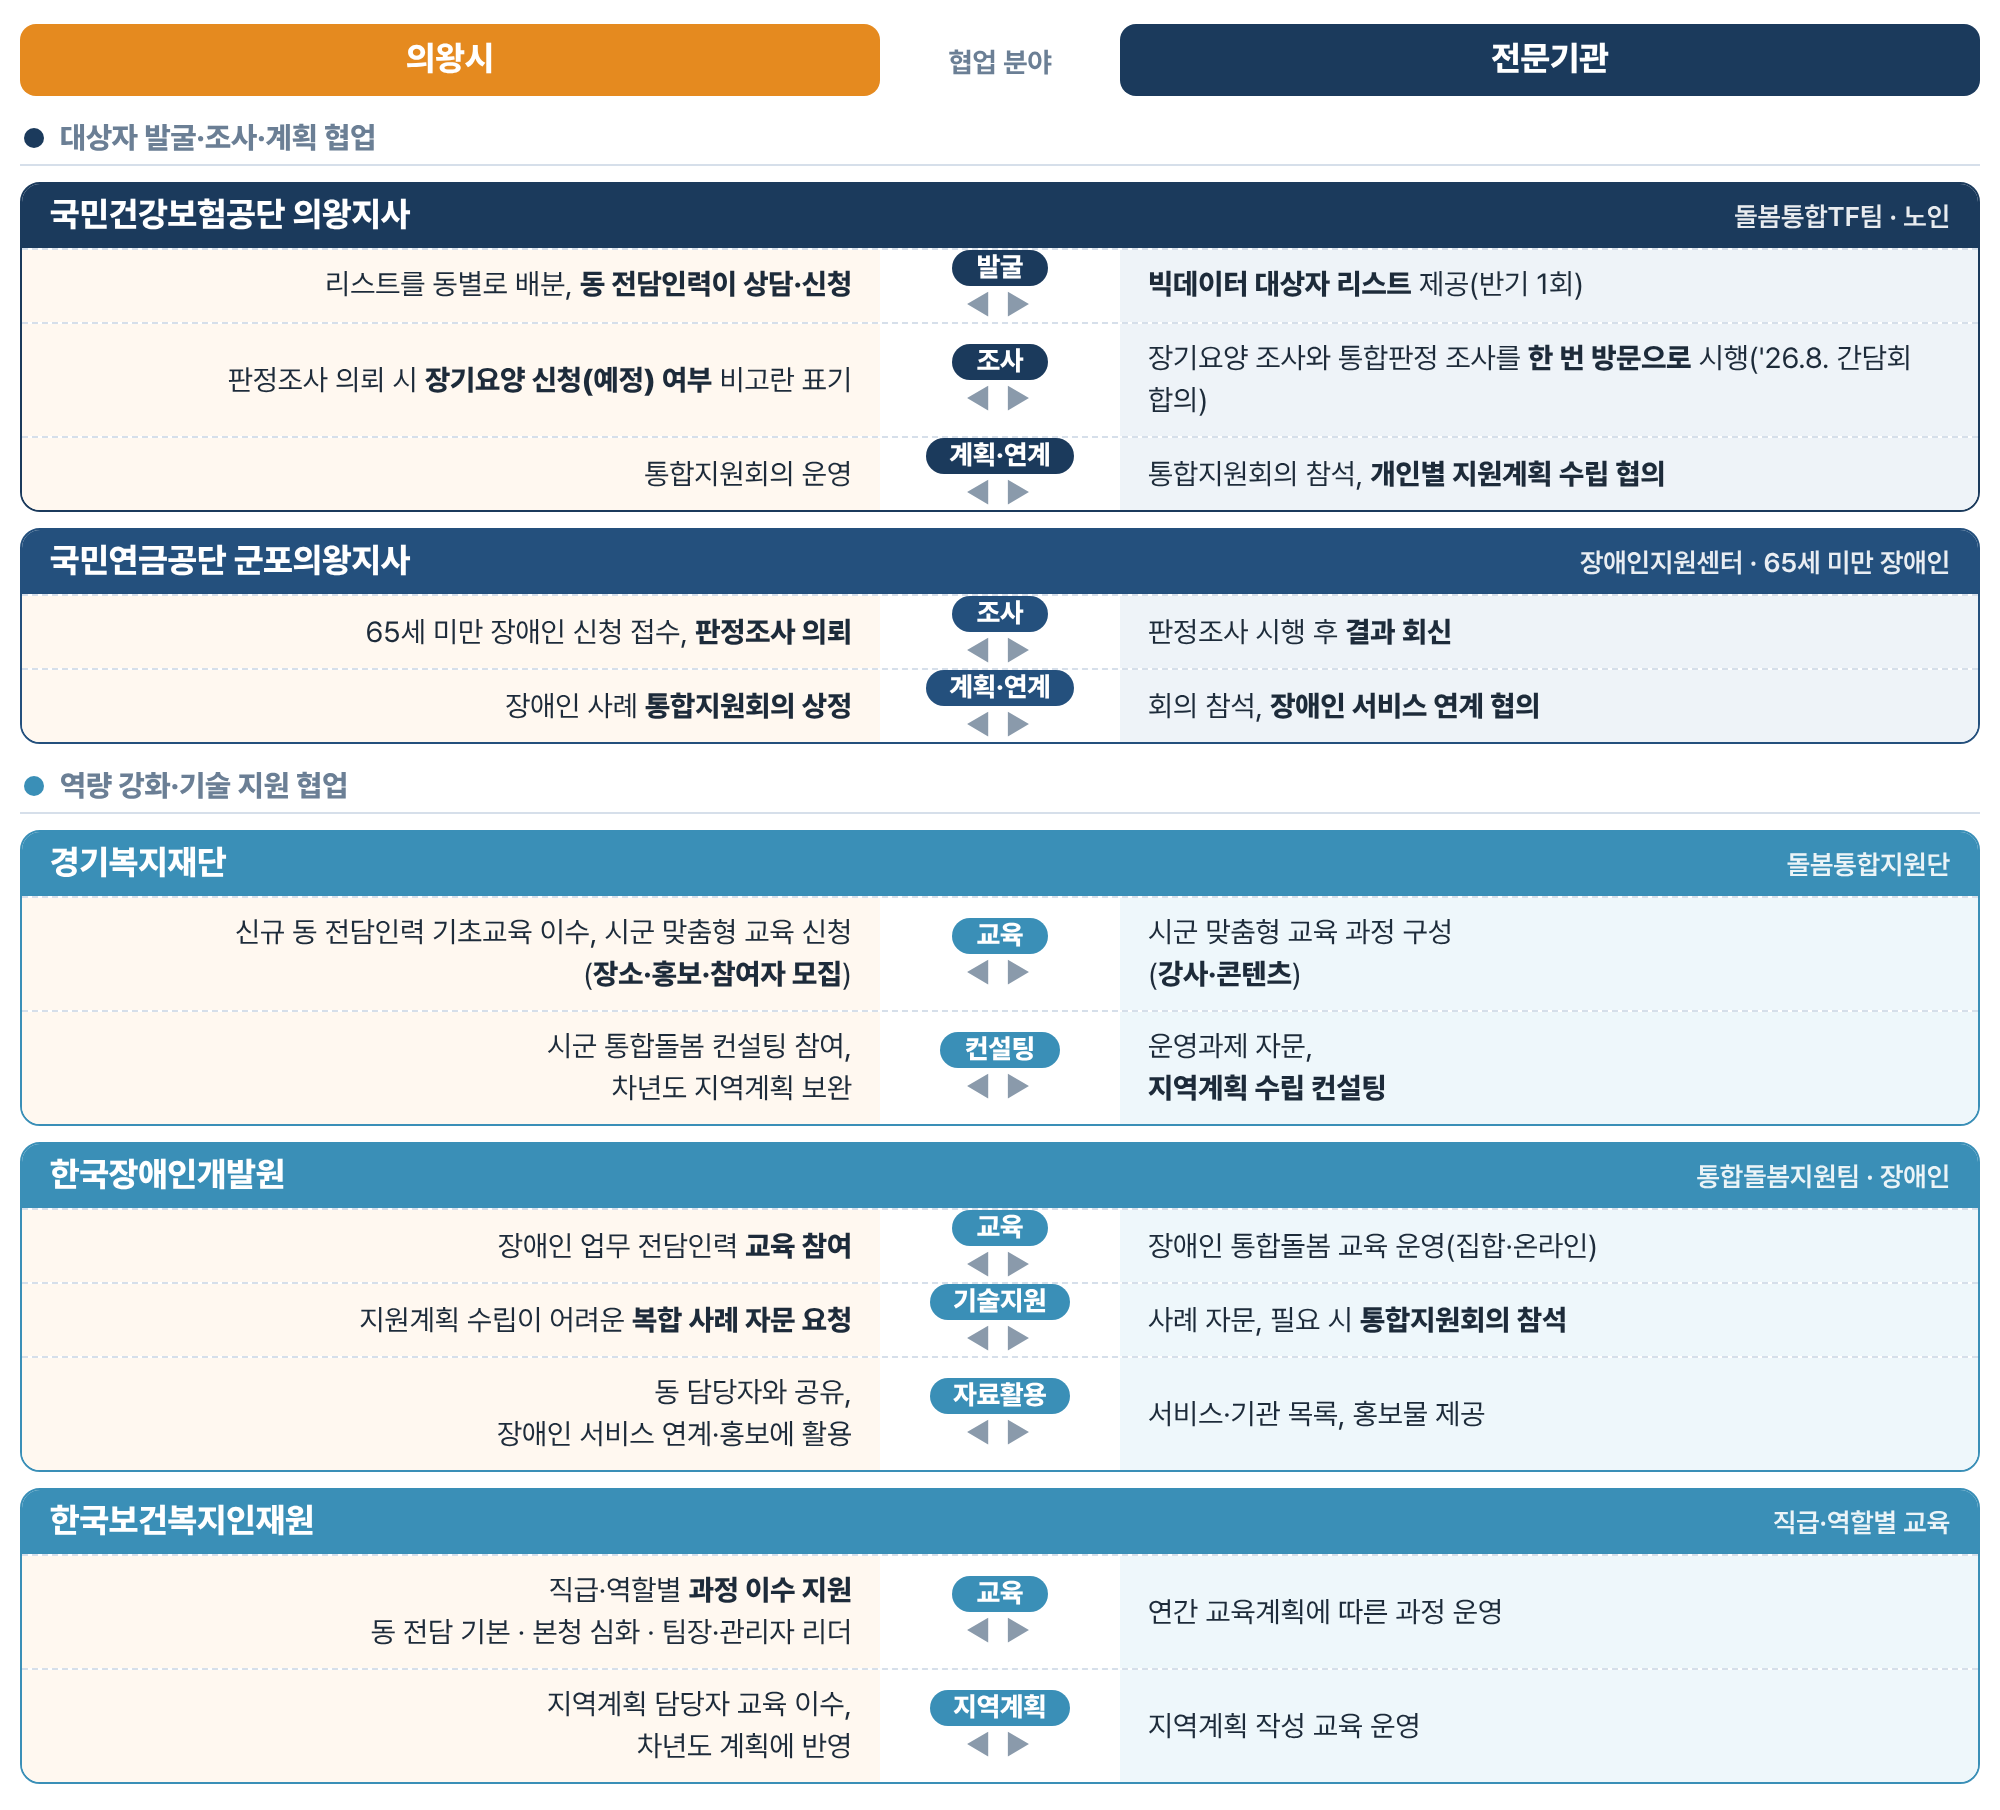 의왕시
협업 분야
전문기관
대상자 발굴·조사·계획 협업
국민건강보험공단 의왕지사
돌봄통합TF팀 · 노인
리스트를 동별로 배분, 동 전담인력이 상담·신청
발굴
빅데이터 대상자 리스트 제공(반기 1회)
판정조사 의뢰 시 장기요양 신청(예정) 여부 비고란 표기
조사
장기요양 조사와 통합판정 조사를 한 번 방문으로 시행('26.8. 간담회
합의)
통합지원회의 운영
계획·연계
통합지원회의 참석, 개인별 지원계획 수립 협의
국민연금공단 군포의왕지사
장애인지원센터 · 65세 미만 장애인
65세 미만 장애인 신청 접수, 판정조사 의뢰
조사
판정조사 시행 후 결과 회신
장애인 사례 통합지원회의 상정
계획·연계
회의 참석, 장애인 서비스 연계 협의
역량 강화·기술 지원 협업
경기복지재단
돌봄통합지원단
신규 동 전담인력 기초교육 이수, 시군 맞춤형 교육 신청
(장소·홍보·참여자 모집)
교육
시군 맞춤형 교육 과정 구성
(강사·콘텐츠)
시군 통합돌봄 컨설팅 참여,
차년도 지역계획 보완
컨설팅
운영과제 자문,
지역계획 수립 컨설팅
한국장애인개발원
통합돌봄지원팀 · 장애인
장애인 업무 전담인력 교육 참여
교육
장애인 통합돌봄 교육 운영(집합·온라인)
지원계획 수립이 어려운 복합 사례 자문 요청
기술지원
사례 자문, 필요 시 통합지원회의 참석
동 담당자와 공유,
장애인 서비스 연계·홍보에 활용
자료활용
서비스·기관 목록, 홍보물 제공
한국보건복지인재원
직급·역할별 교육
직급·역할별 과정 이수 지원
동 전담 기본 · 본청 심화 · 팀장·관리자 리더
교육
연간 교육계획에 따른 과정 운영
지역계획 담당자 교육 이수,
차년도 계획에 반영
지역계획
지역계획 작성 교육 운영